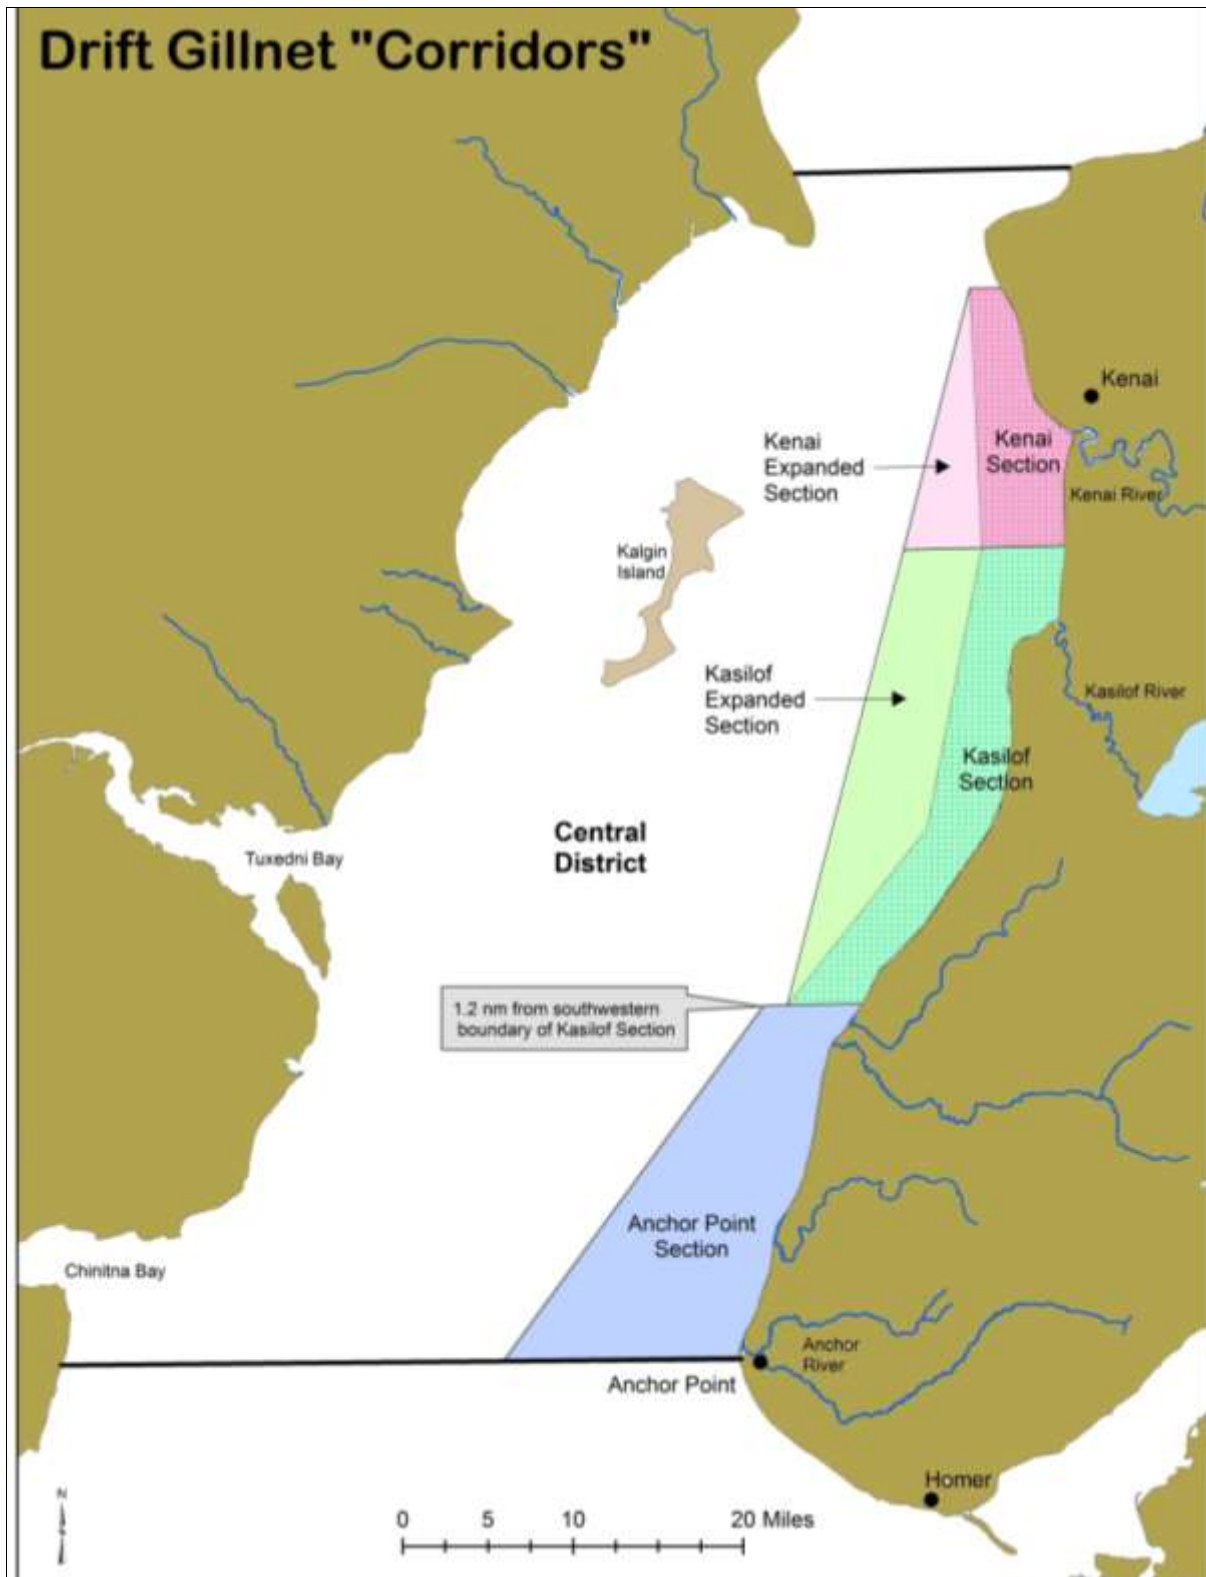 Drift Gillnet "Corridors"
Kenai
Kenai
Expanded
Section
Kenai
Section
Kenai River
Kalgin
Island
Kasilof
Expanded
Section
Kasilof River
Kasilof
Section
Central
District
Tuxedni Bay
1.2 nm from southwestern
boundary of Kasilof Section
Anchor Point
Section
Chinitna Bay
Anchor
River
Anchor Point
Homer
N
0 5 10 20 Miles